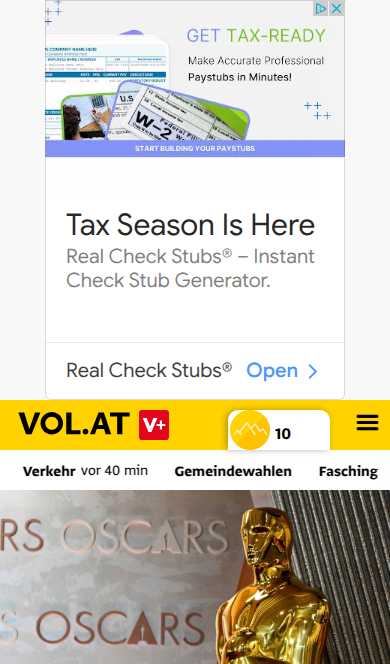 GET TAX-READY
Make Accurate Professional
Paystubs in Minutes!
W-2
START BUILDING YOUR PAYSTUBS
Tax Season Is Here
Real Check Stubs® – Instant
Check Stub Generator.
Real Check Stubs® Open
VOL.AT V+ 10
Verkehr vor 40 min Gemeindewahlen Fasching
RS OSCARS
S OSCARS